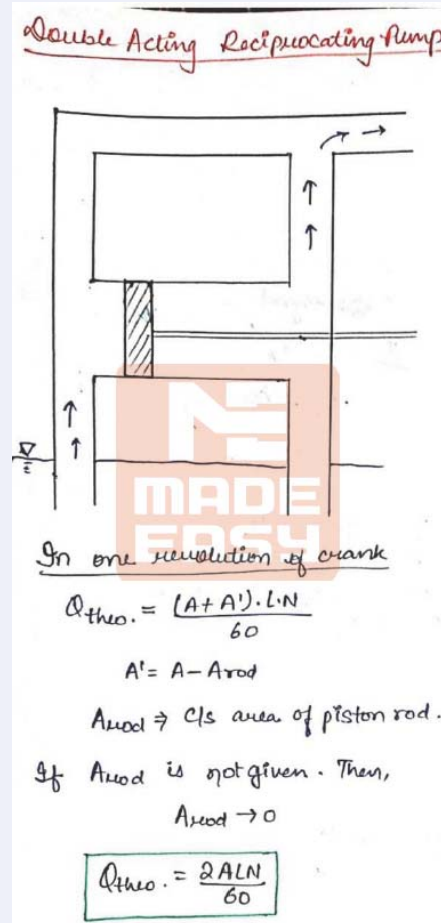 Double Acting Reciprocating Pump
MADE
EASY
In one revolution of crank
Qtheo. = (A+A').L.N / 60
A' = A - Arod
Arod ⇒ C/s area of piston rod.
If Arod is not given. Then,
Arod → 0
Qtheo. = 2ALN / 60